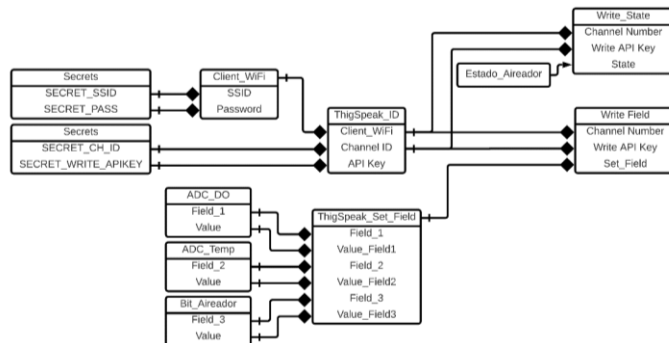 Write_State
Channel Number
Write API Key
State
Estado_Aireador
Secrets
SECRET_SSID
SECRET_PASS
Client_WiFi
SSID
Password
Secrets
SECRET_CH_ID
SECRET_WRITE_APIKEY
ThigSpeak_ID
Client_WiFi
Channel ID
API Key
Write Field
Channel Number
Write API Key
Set_Field
ADC_DO
Field_1
Value
ADC_Temp
Field_2
Value
Bit_Aireador
Field_3
Value
ThigSpeak_Set_Field
Field_1
Value_Field1
Field_2
Value_Field2
Field_3
Value_Field3